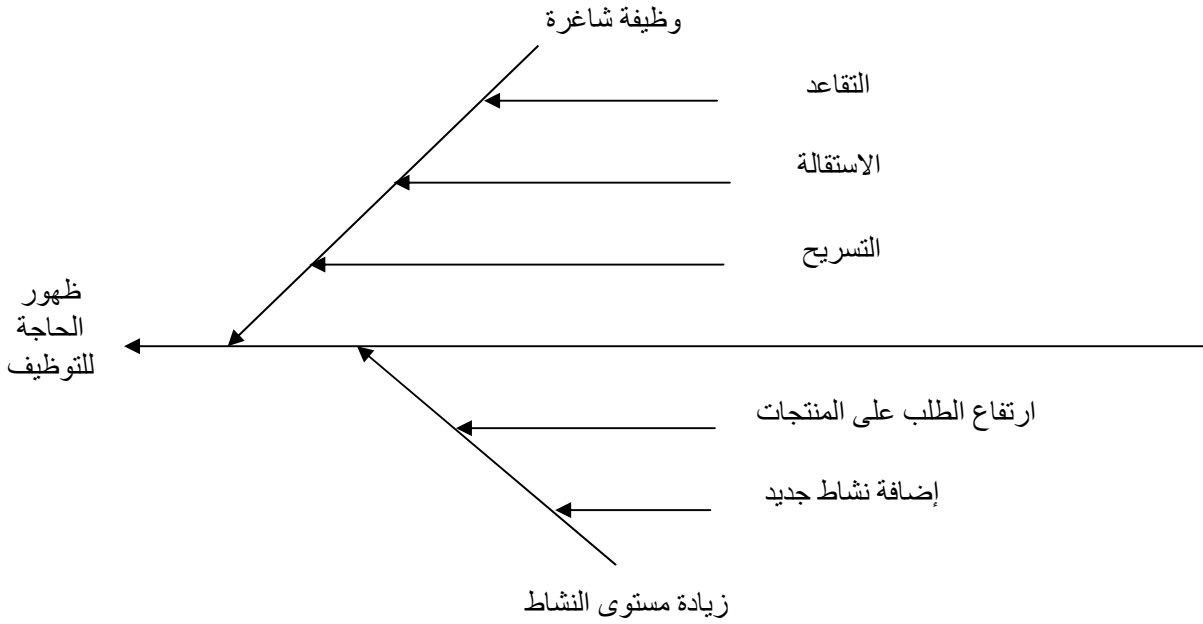 وظيفة شاغرة
التقاعد
الاستقالة
التسريح
ظهور
الحاجة
للتوظيف
ارتفاع الطلب على المنتجات
إضافة نشاط جديد
زيادة مستوى النشاط